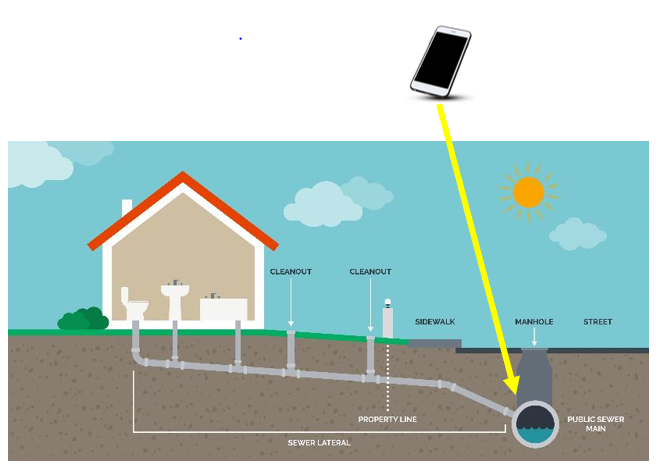 CLEANOUT
CLEANOUT
SIDEWALK
MANHOLE
STREET
PROPERTY LINE
PUBLIC SEWER
MAIN
SEWER LATERAL